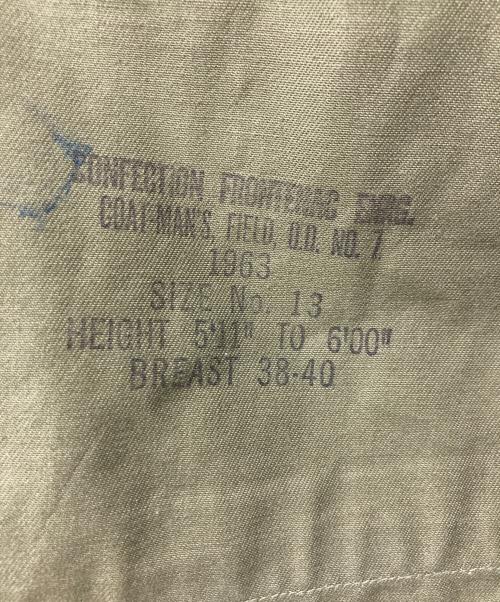 CONFECTION FRONTENAC ENRG.
COAT-MAN'S, FIELD, O.D. NO. 7
1963
SIZE No. 13
HEIGHT 5'11" TO 6'00"
BREAST 38-40